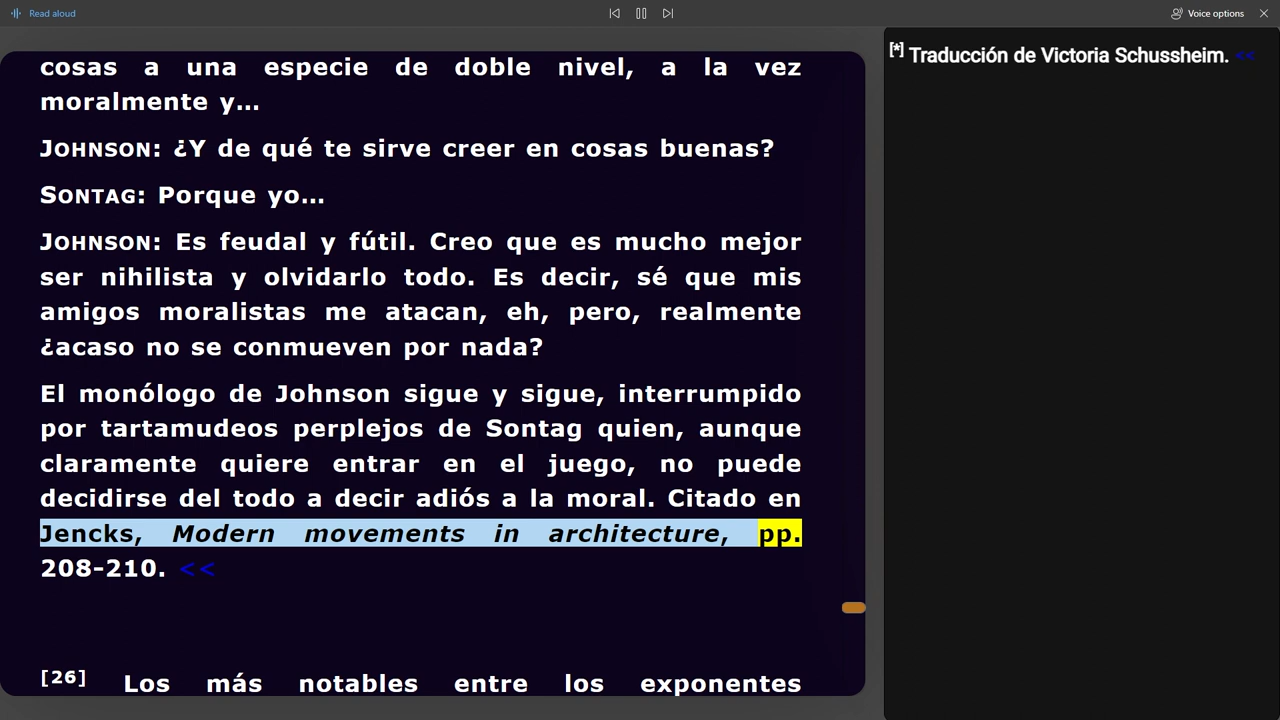 Read aloud
Voice options
cosas a una especie de doble nivel, a la vez
moralmente y...
JOHNSON: ¿Y de qué te sirve creer en cosas buenas?
SONTAG: Porque yo...
JOHNSON: Es feudal y fútil. Creo que es mucho mejor
ser nihilista y olvidarlo todo. Es decir, sé que mis
amigos moralistas me atacan, eh, pero, realmente
¿acaso no se conmueven por nada?
El monólogo de Johnson sigue y sigue, interrumpido
por tartamudeos perplejos de Sontag quien, aunque
claramente quiere entrar en el juego, no puede
decidirse del todo a decir adiós a la moral. Citado en
Jencks, Modern movements in architecture, pp.
208-210. <<
[26] Los más notables entre los exponentes
[*] Traducción de Victoria Schussheim. <<